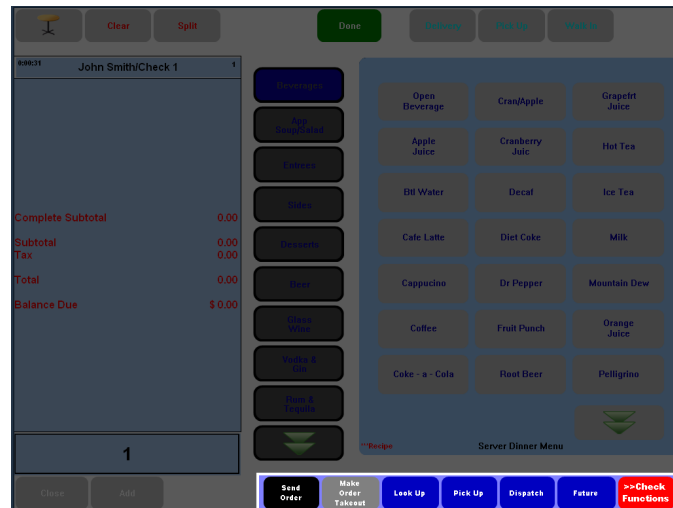 Clear
Split
Done
Delivery
Pick up
Walk-In
0:00:31
John Smith/Check 1
1
Complete Subtotal 0.00
Subtotal 0.00
Tax 0.00
Total 0.00
Balance Due $ 0.00
1
Close
Add
Beverages
App
Soup/Salad
Entrees
Sides
Desserts
Beer
Glass
Wine
Vodka &
Gin
Rum &
Tequila
Open
Beverage
Cran/Apple
Grapefrt
Juice
Apple
Juice
Cranberry
Juic
Hot Tea
Btl Water
Decaf
Ice Tea
Cafe Latte
Diet Coke
Milk
Cappucino
Dr Pepper
Mountain Dew
Coffee
Fruit Punch
Orange
Juice
Coke - a - Cola
Root Beer
Pelligrino
***Recipe
Server Dinner Menu
Send
Order
Make
Order
Takeout
Look Up
Pick Up
Dispatch
Future
>>Check
Functions